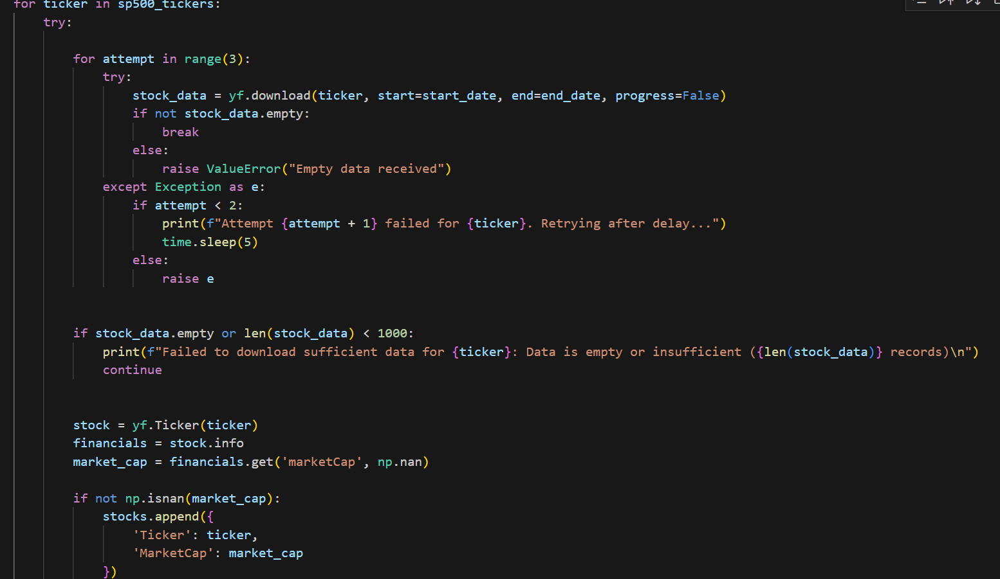 for ticker in sp500_tickers:
    try:
        for attempt in range(3):
            try:
                stock_data = yf.download(ticker, start=start_date, end=end_date, progress=False)
                if not stock_data.empty:
                    break
                else:
                    raise ValueError("Empty data received")
            except Exception as e:
                if attempt < 2:
                    print(f"Attempt {attempt + 1} failed for {ticker}. Retrying after delay...")
                    time.sleep(5)
                else:
                    raise e
        if stock_data.empty or len(stock_data) < 1000:
            print(f"Failed to download sufficient data for {ticker}: Data is empty or insufficient ({len(stock_data)} records)\n")
            continue
        stock = yf.Ticker(ticker)
        financials = stock.info
        market_cap = financials.get('marketCap', np.nan)
        if not np.isnan(market_cap):
            stocks.append({
                'Ticker': ticker,
                'MarketCap': market_cap
            })